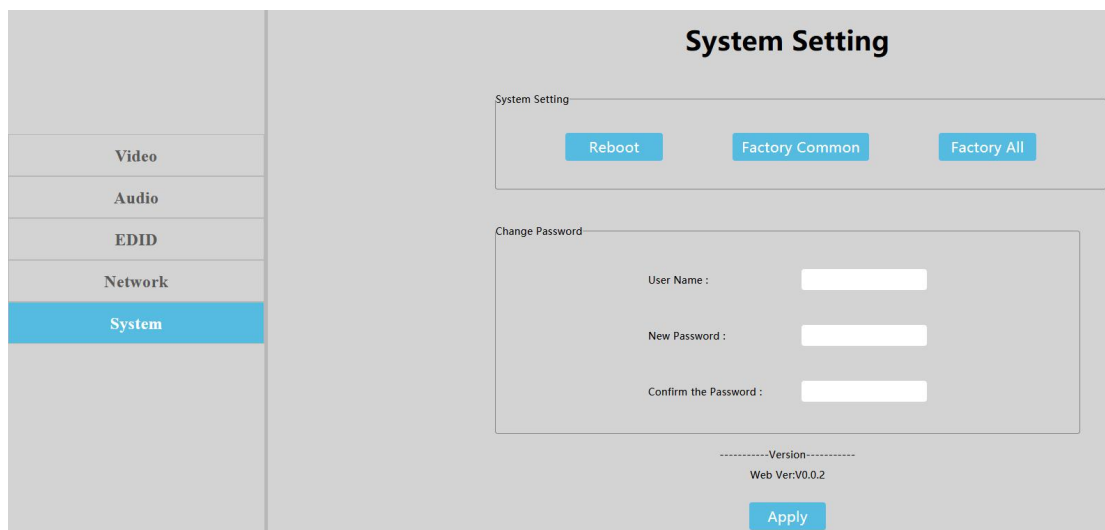 System Setting
System Setting
Reboot Factory Common Factory All
Video
Audio
EDID
Network
System
Change Password
User Name :
New Password :
Confirm the Password :
-----------Version-----------
Web Ver:V0.0.2
Apply